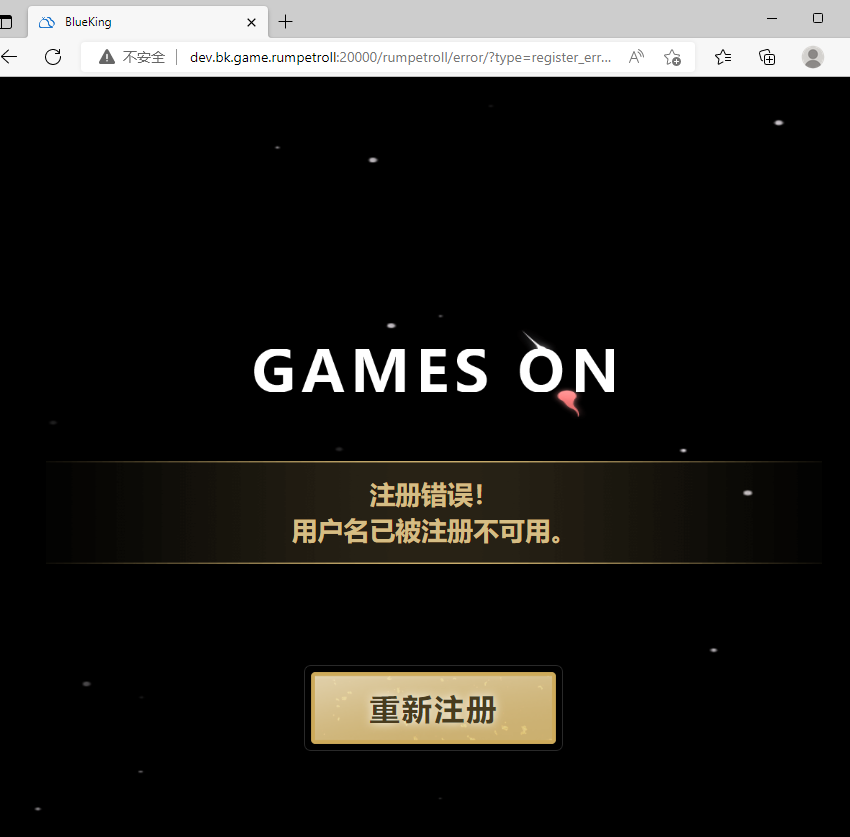 BlueKing
不安全
dev.bk.game.rumpetroll:20000/rumpetroll/error/?type=register_err...
GAMES ON
注册错误！
用户名已被注册不可用。
重新注册